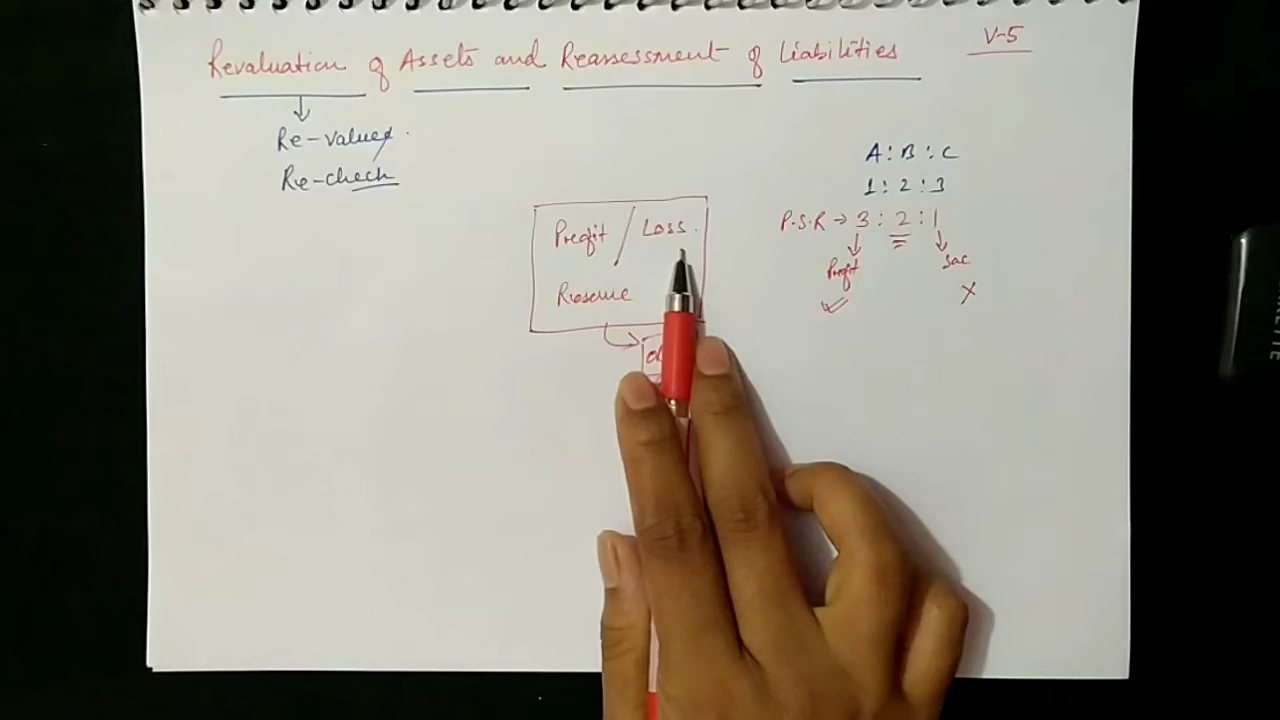 Revaluation of Assets and Reassessment of Liabilities
V-5
Re-valued.
Re-check
A : B : C
1 : 2 : 3
P.S.R → 3 : 2 : 1
Profit
Sac
Profit / Loss.
Reserve